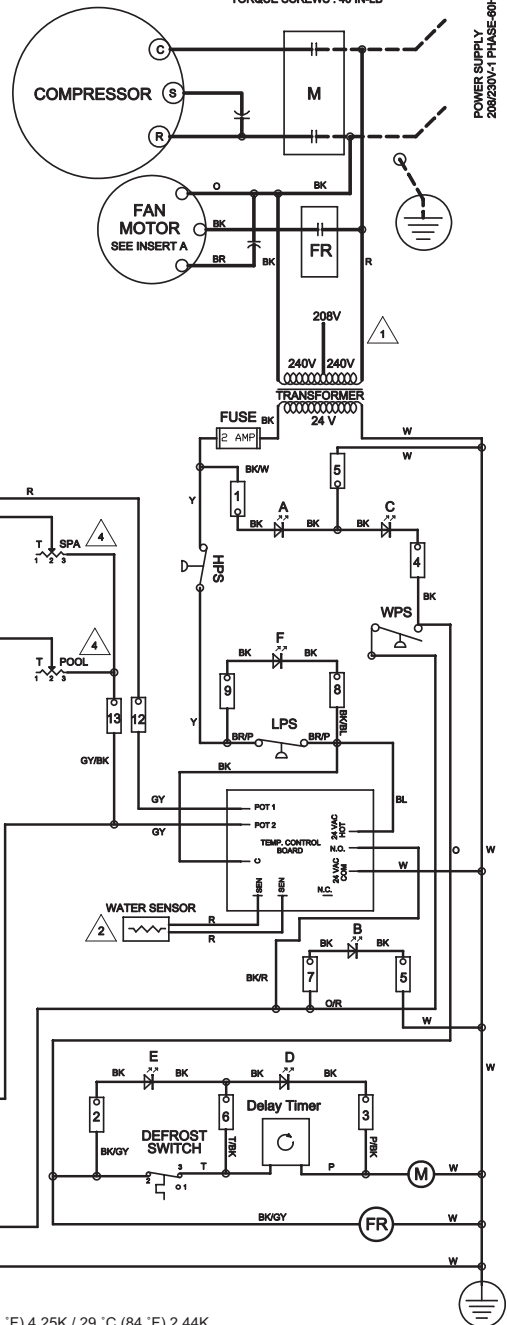 TORQUE SCREWS : 40 IN-LB
POWER SUPPLY
208/230V-1 PHASE-60H
C
COMPRESSOR
S
M
R
O
BK
FAN
MOTOR
SEE INSERT A
BK
FR
BR
BK
R
208V
1
240V 240V
TRANSFORMER
24 V
FUSE
BK
2 AMP
W
W
BK/W
5
R
Y
1
A
C
BK
BK
BK
T
SPA
4
1 2 3
HPS
4
BK
WPS
T
POOL
4
1 2 3
F
BK
BK
9
8
13
12
LPS
BK/BL
Y
BR/P
BR/P
BK
GY/BK
GY
POT 1
BL
GY
POT 2
24 VAC
HOT
TEMP. CONTROL
BOARD
N.O.
O
W
C
24 VAC
COM
W
SEN
SEN
N.C.
WATER SENSOR
2
R
R
B
BK
BK
BK/R
7
5
O/R
W
W
E
D
BK
BK
BK
BK
2
6
Delay Timer
3
DEFROST
SWITCH
BK/GY
T/BK
P/BK
3
T
P
2
1
M
W
BK/GY
FR
W
W
˚F) 4.25K / 29 ˚C (84 ˚F) 2.44K